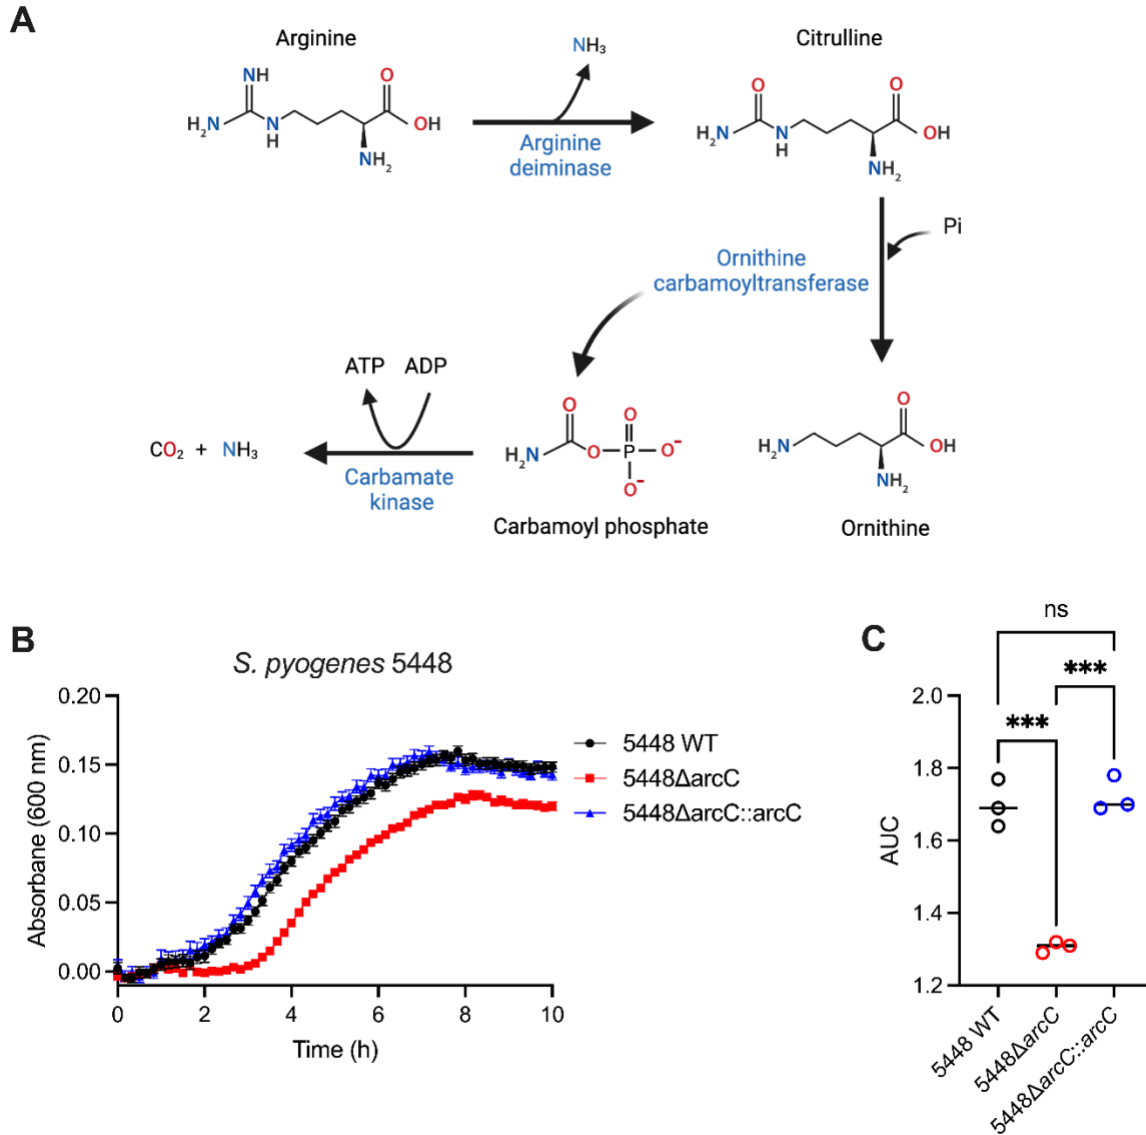 A
Arginine
NH₃
Citrulline
NH
O
H₂N
N
H
OH
NH₂
Arginine
deiminase
O
O
H₂N
N
H
OH
NH₂
Pi
Ornithine
carbamoyltransferase
ATP ADP
CO₂ + NH₃
Carbamate
kinase
O
O
H₂N
O
P
O⁻
O⁻
Carbamoyl phosphate
O
H₂N
OH
NH₂
Ornithine
B
S. pyogenes 5448
Absorbane (600 nm)
0.20
0.15
0.10
0.05
0.00
0 2 4 6 8 10
Time (h)
5448 WT
5448ΔarcC
5448ΔarcC::arcC
C
ns
***
***
AUC
2.0
1.8
1.6
1.4
1.2
5448 WT
5448ΔarcC
5448ΔarcC::arcC